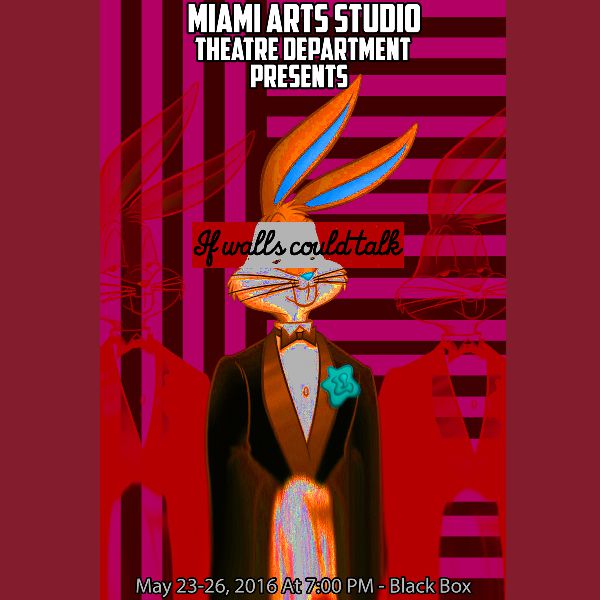 MIAMI ARTS STUDIO
THEATRE DEPARTMENT
PRESENTS
If walls could talk
May 23-26, 2016 At 7:00 PM - Black Box